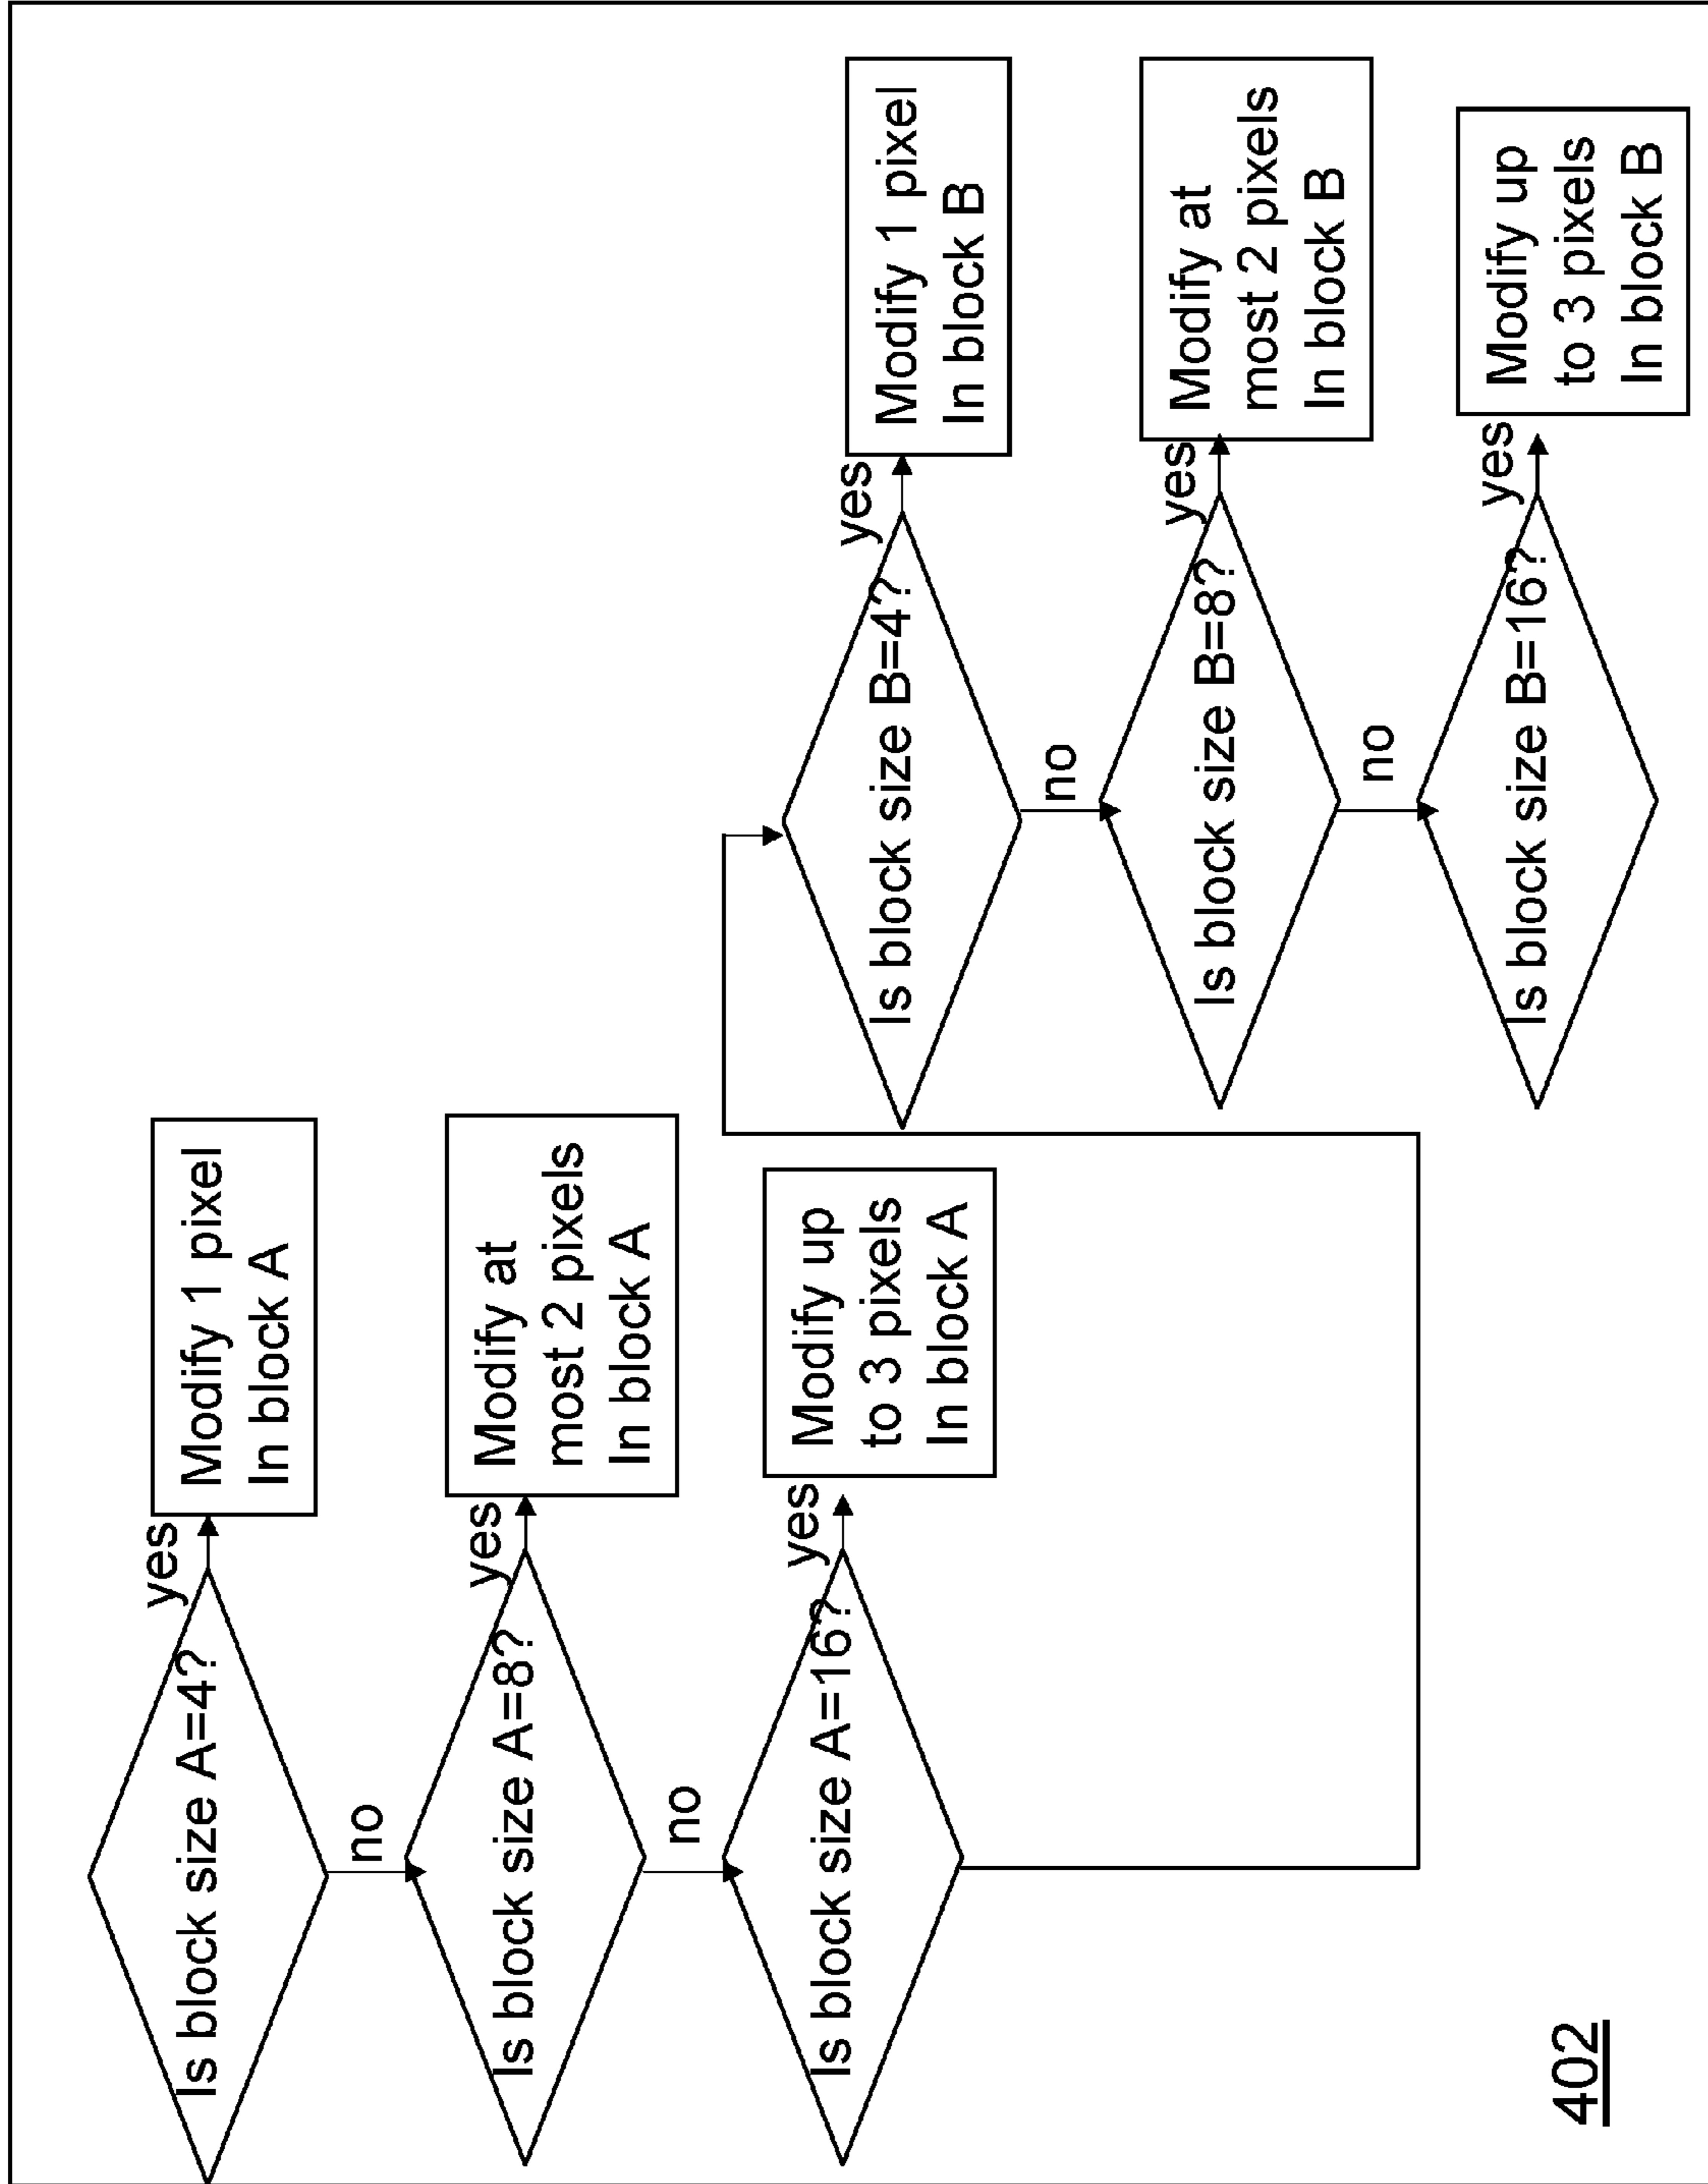 Is block size A=4?
yes
Modify 1 pixel
In block A
no
Is block size A=8?
yes
Modify at
most 2 pixels
In block A
no
Is block size A=16?
yes
Modify up
to 3 pixels
In block A
Is block size B=4?
yes
Modify 1 pixel
In block B
no
Is block size B=8?
yes
Modify at
most 2 pixels
In block B
no
Is block size B=16?
yes
Modify up
to 3 pixels
In block B
402